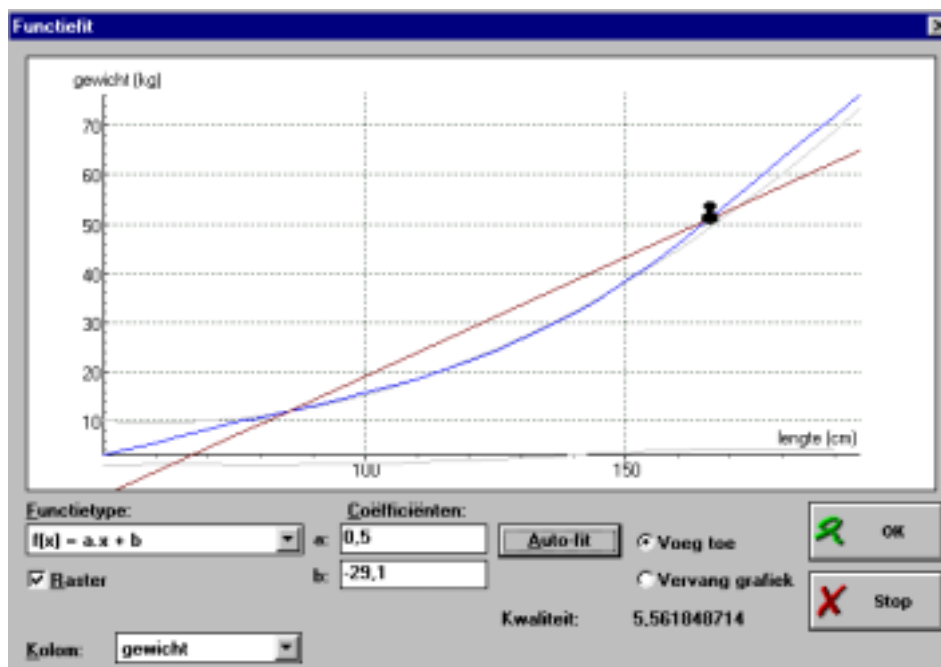 Functiefit
gewicht (kg)
70
60
50
40
30
20
10
lengte (cm)
100 150
Functietype: Coëfficiënten:
f(x) = a.x + b a: 0,5 Auto-fit Voeg toe OK
Raster b: -29,1 Vervang grafiek
Kwaliteit: 5,561848714 Stop
Kolom: gewicht